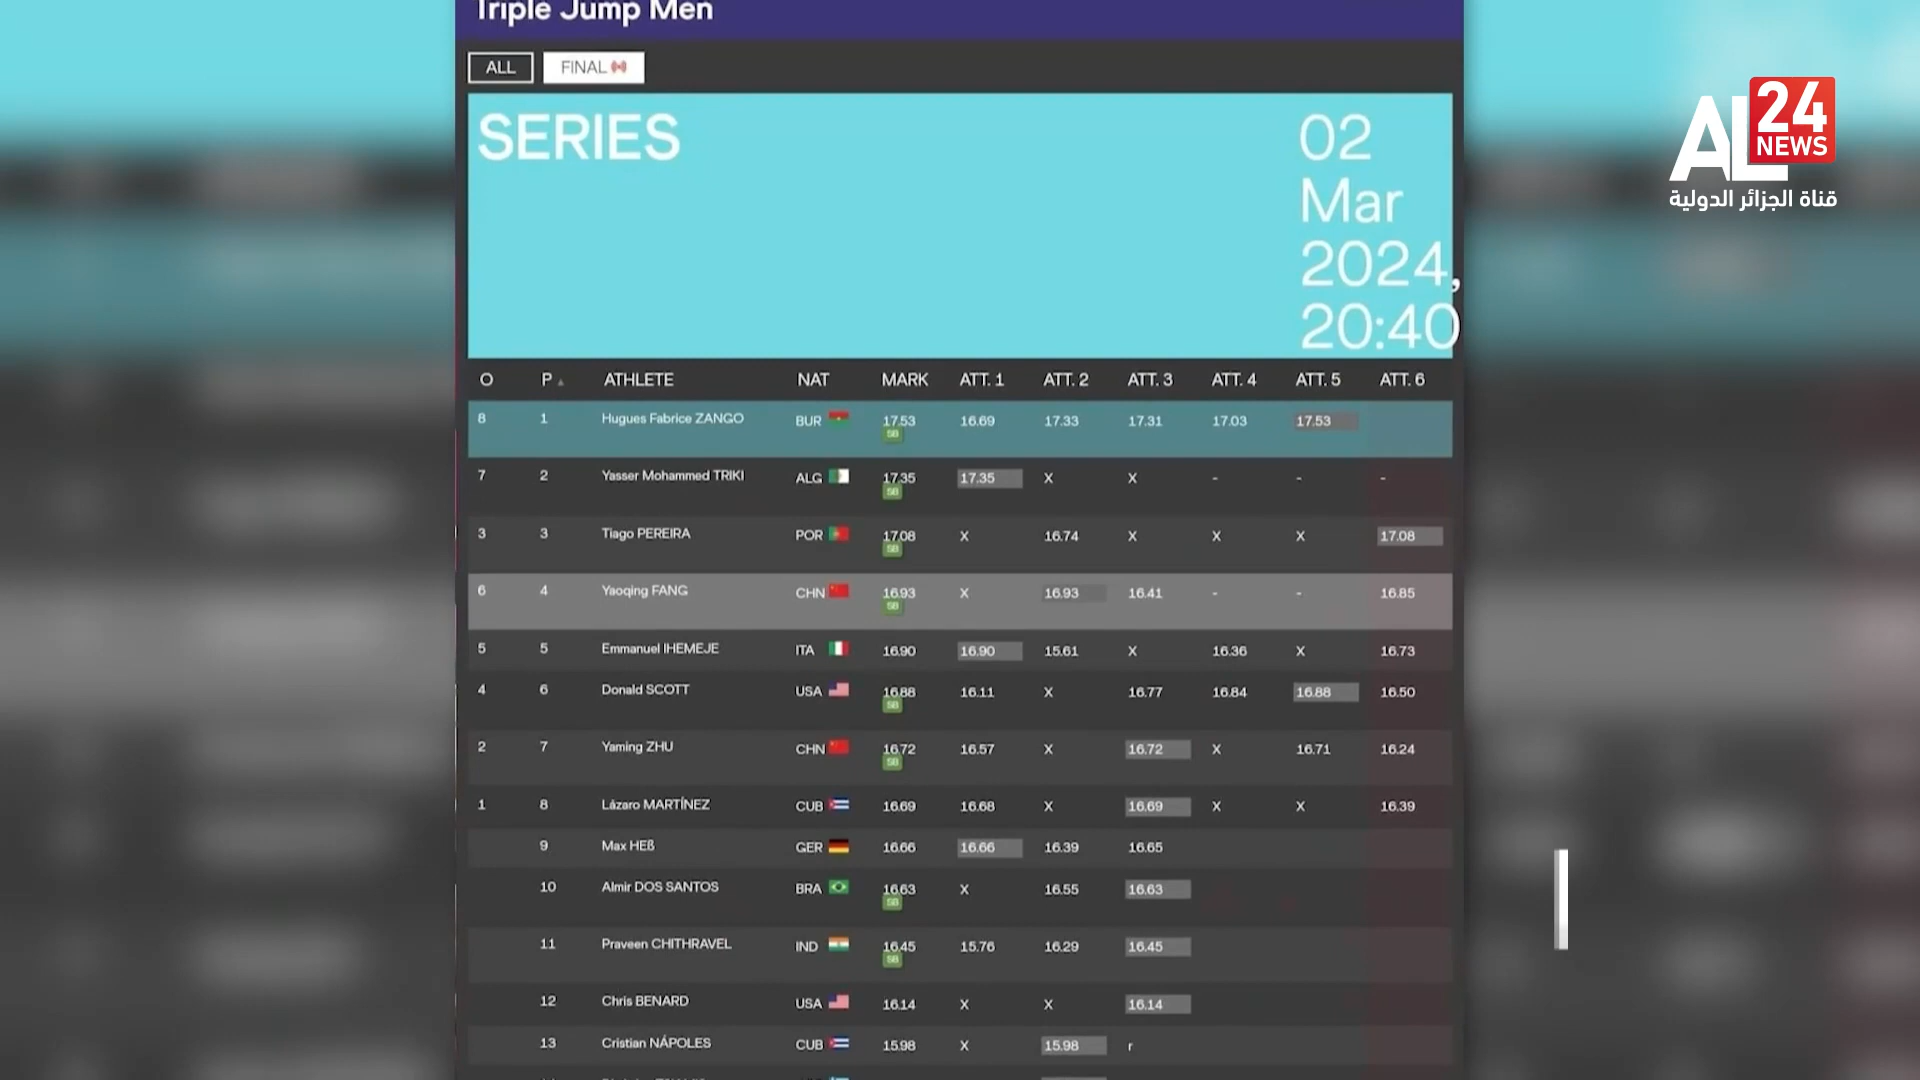 Triple Jump Men
ALL FINAL
SERIES
02
Mar
2024,
20:40
AL 24 NEWS
قناة الجزائر الدولية
O P ATHLETE NAT MARK ATT. 1 ATT. 2 ATT. 3 ATT. 4 ATT. 5 ATT. 6
8 1 Hugues Fabrice ZANGO BUR 17.53 16.69 17.33 17.31 17.03 17.53
SB
7 2 Yasser Mohammed TRIKI ALG 17.35 17.35 X X - - -
SB
3 3 Tiago PEREIRA POR 17.08 X 16.74 X X X 17.08
SB
6 4 Yaoqing FANG CHN 16.93 X 16.93 16.41 - - 16.85
SB
5 5 Emmanuel IHEMEJE ITA 16.90 16.90 15.61 X 16.36 X 16.73
4 6 Donald SCOTT USA 16.88 16.11 X 16.77 16.84 16.88 16.50
SB
2 7 Yaming ZHU CHN 16.72 16.57 X 16.72 X 16.71 16.24
SB
1 8 Lázaro MARTÍNEZ CUB 16.69 16.68 X 16.69 X X 16.39
9 Max HEß GER 16.66 16.66 16.39 16.65
10 Almir DOS SANTOS BRA 16.63 X 16.55 16.63
SB
11 Praveen CHITHRAVEL IND 16.45 15.76 16.29 16.45
SB
12 Chris BENARD USA 16.14 X X 16.14
13 Cristian NÁPOLES CUB 15.98 X 15.98 r